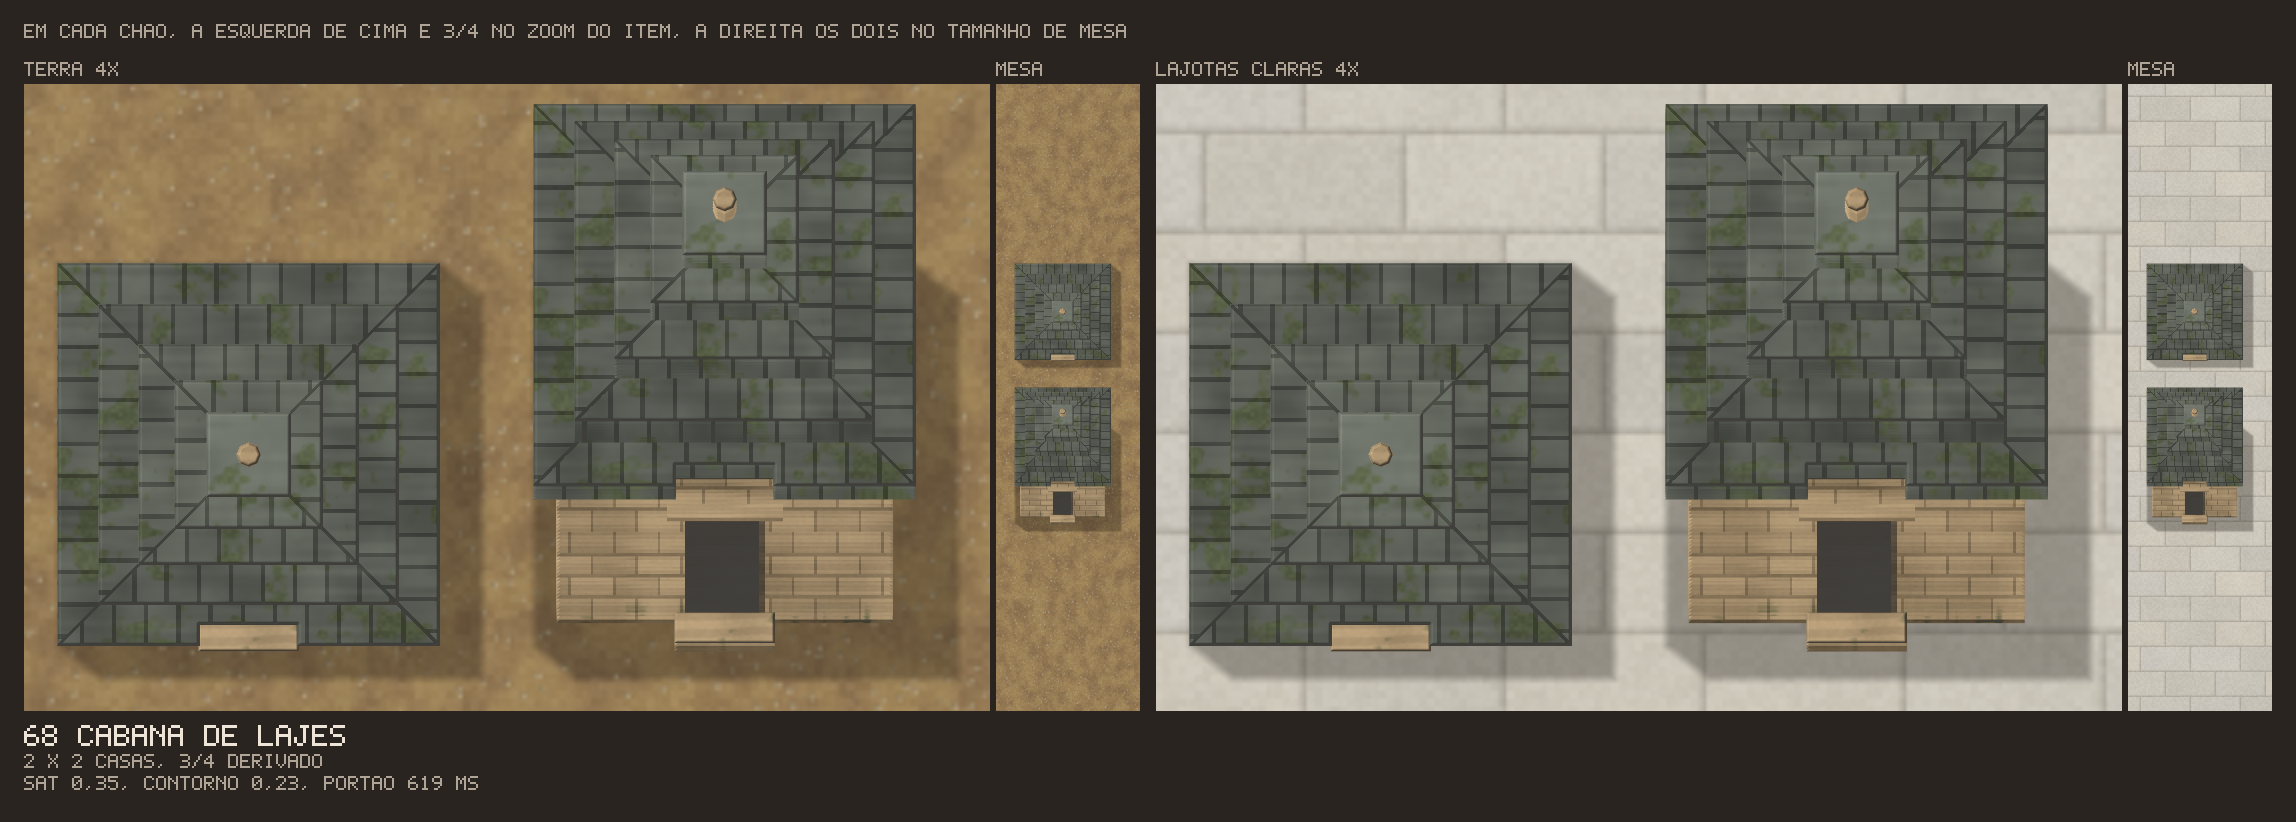 EM CADA CHAO, A ESQUERDA DE CIMA E 3/4 NO ZOOM DO ITEM, A DIREITA OS DOIS NO TAMANHO DE MESA
TERRA 4X
MESA
LAJOTAS CLARAS 4X
MESA
68 CABANA DE LAJES
2 X 2 CASAS, 3/4 DERIVADO
SAT 0,35, CONTORNO 0,23, PORTAO 619 MS